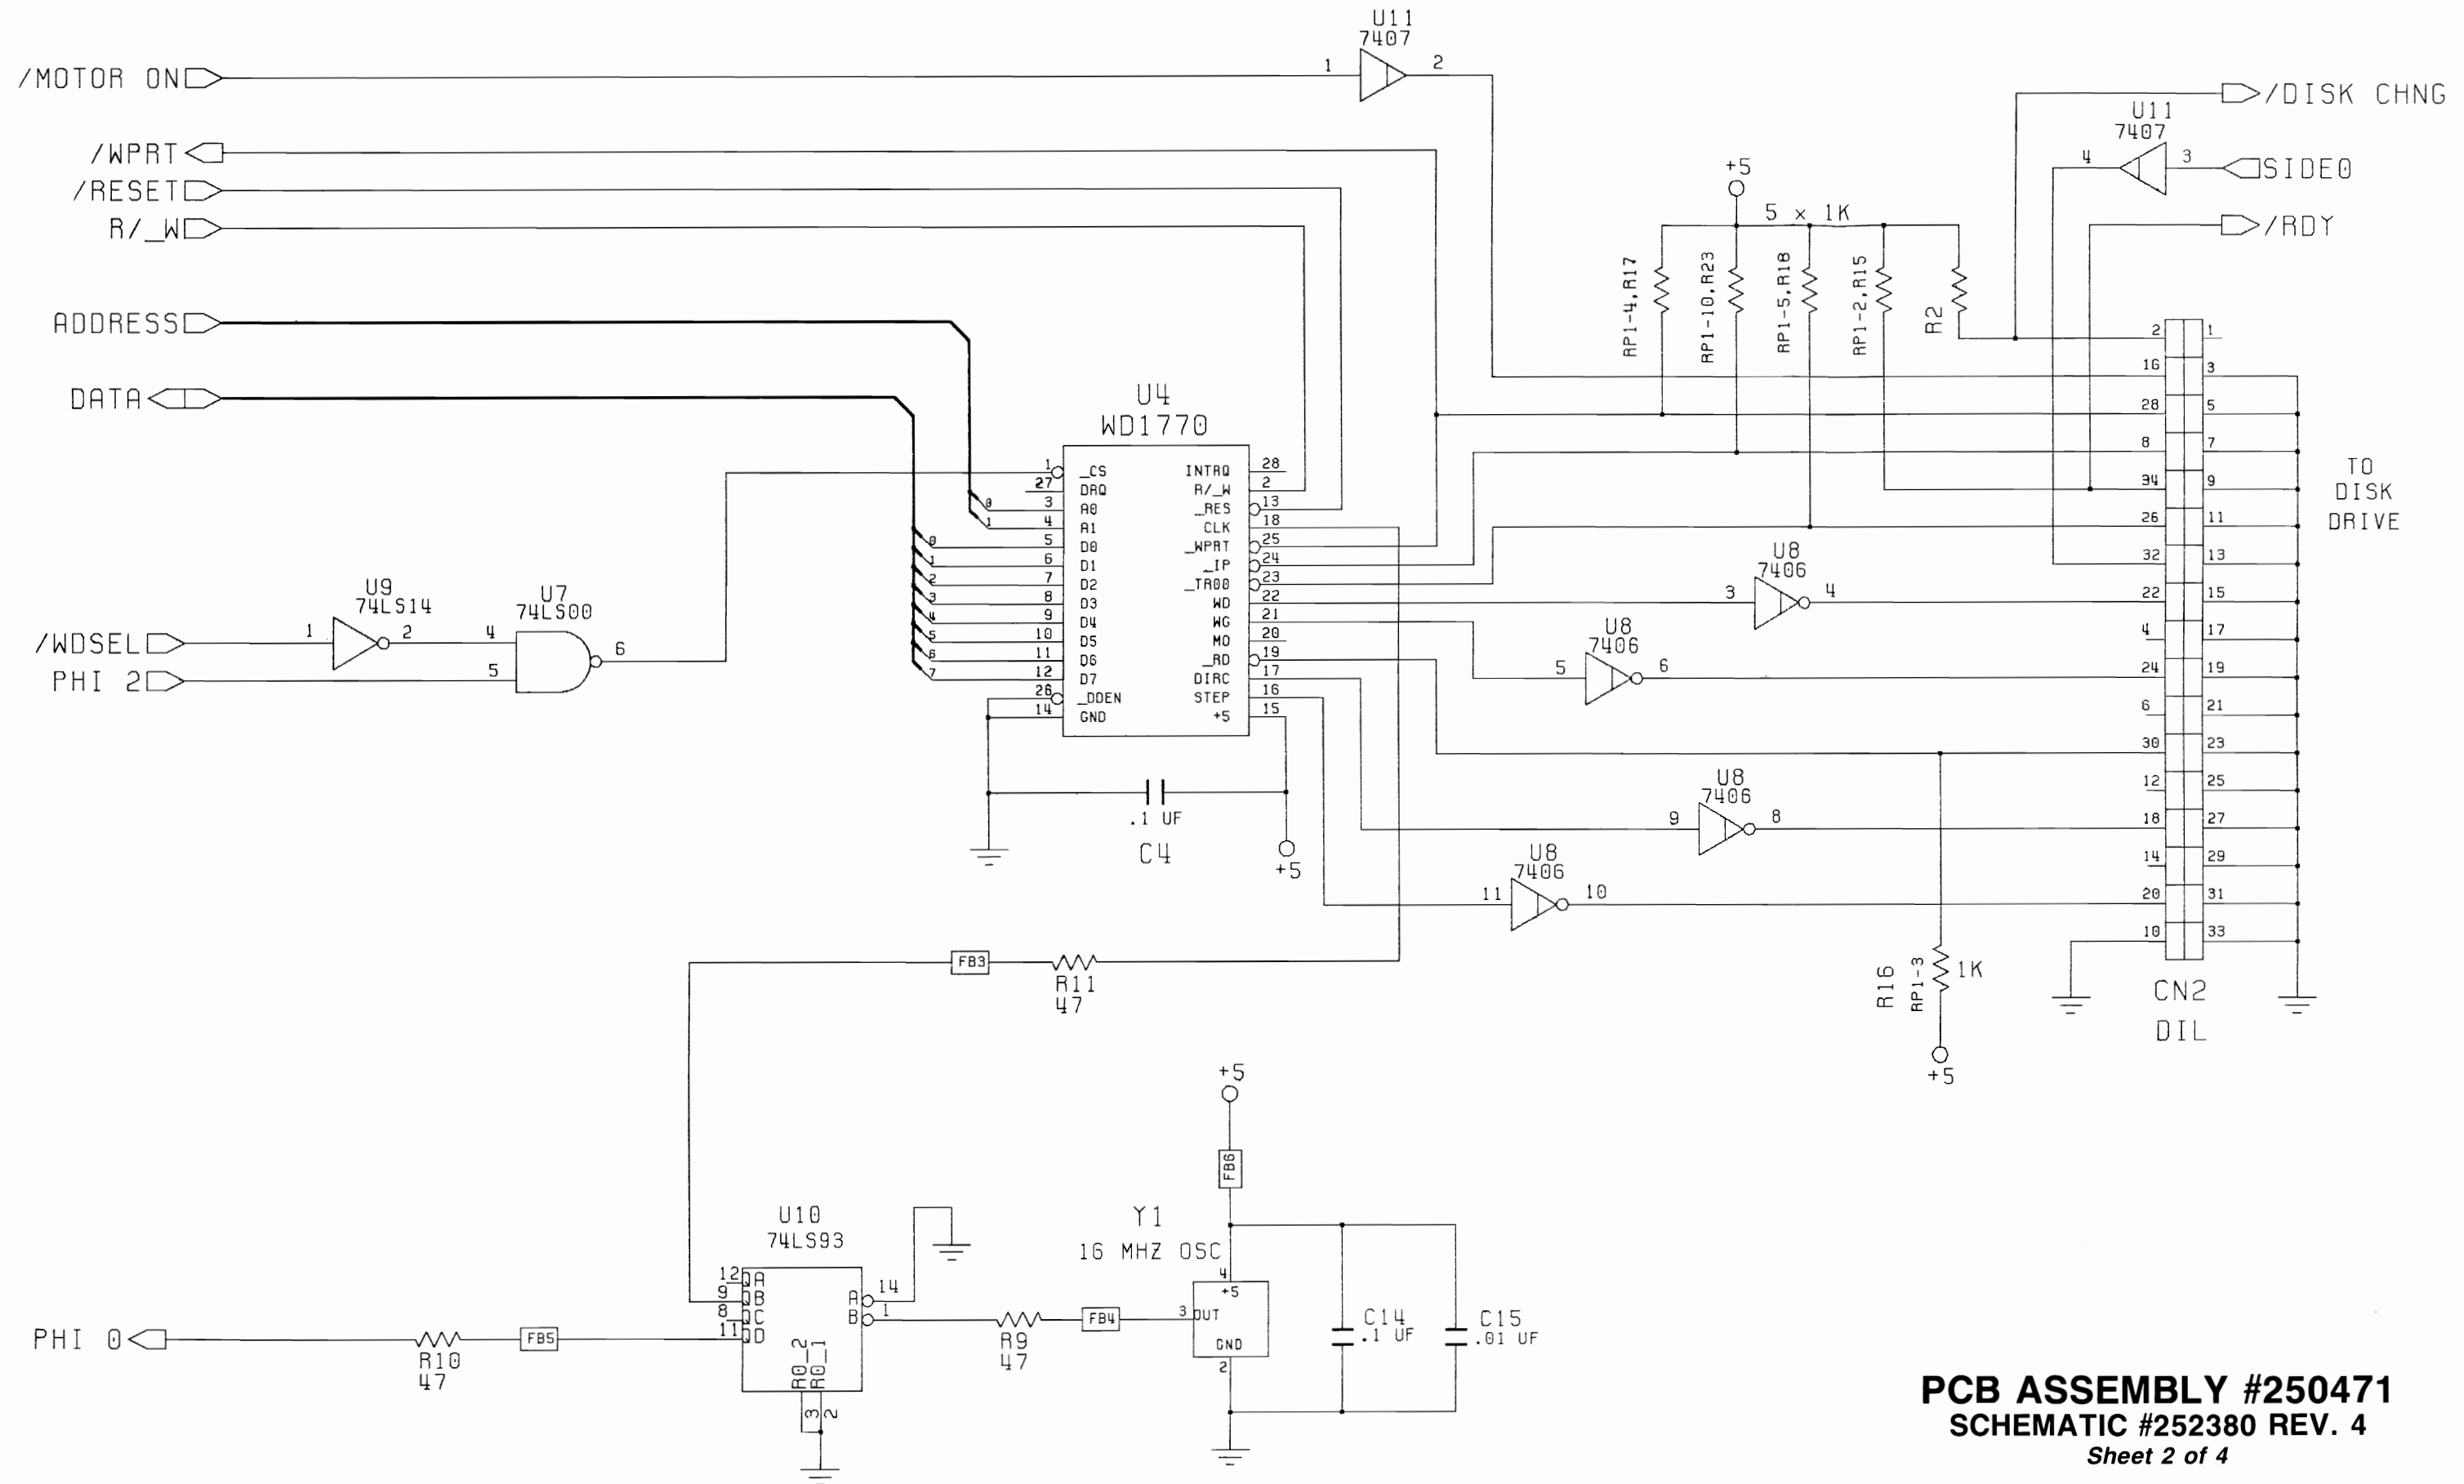 U11
7407
/MOTOR ON
1
2
/DISK CHNG
U11
7407
/WPRT
4
3
SIDE0
/RESET
+5
R/_W
5 x 1K
/RDY
RP1-4,R17
RP1-10,R23
RP1-5,R18
RP1-2,R15
R2
ADDRESS
DATA
U4
WD1770
1 _CS
27 DRQ
0 3 A0
1 4 A1
0 5 D0
1 6 D1
2 7 D2
3 8 D3
4 9 D4
5 10 D5
6 11 D6
7 12 D7
26 _DDEN
14 GND
INTRQ 28
R/_W 2
_RES 13
CLK 18
_WPRT 25
_IP 24
_TR00 23
WD 22
WG 21
MO 20
_RD 19
DIRC 17
STEP 16
+5 15
2 1
16 3
28 5
8 7
34 9
26 11
32 13
22 15
4 17
24 19
6 21
30 23
12 25
18 27
14 29
20 31
10 33
TO
DISK
DRIVE
CN2
DIL
U8
7406
3
4
U8
7406
5
6
U8
7406
9
8
U8
7406
11
10
U9
74LS14
U7
74LS00
/WDSEL
1
2
4
6
PHI 2
5
.1 UF
C4
+5
FB3
R11
47
R16
RP1-3
1K
+5
+5
FB6
U10
74LS93
Y1
16 MHZ OSC
12 QA
9 QB
8 QC
11 QD
A 14
B 1
R0_2
R0_1
3
2
R9
47
FB4
4
+5
3 OUT
GND
2
C14
.1 UF
C15
.01 UF
PHI 0
R10
47
FB5
PCB ASSEMBLY #250471
SCHEMATIC #252380 REV. 4
Sheet 2 of 4